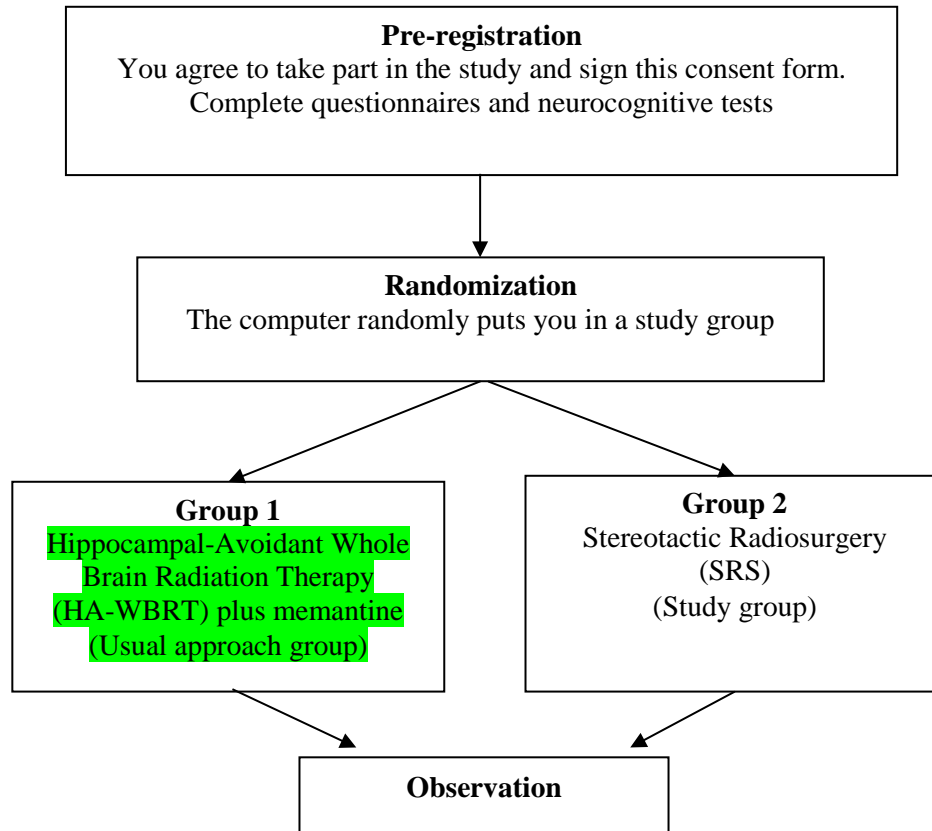 Pre-registration
You agree to take part in the study and sign this consent form.
Complete questionnaires and neurocognitive tests
Randomization
The computer randomly puts you in a study group
Group 1
Hippocampal-Avoidant Whole
Brain Radiation Therapy
(HA-WBRT) plus memantine
(Usual approach group)
Group 2
Stereotactic Radiosurgery
(SRS)
(Study group)
Observation